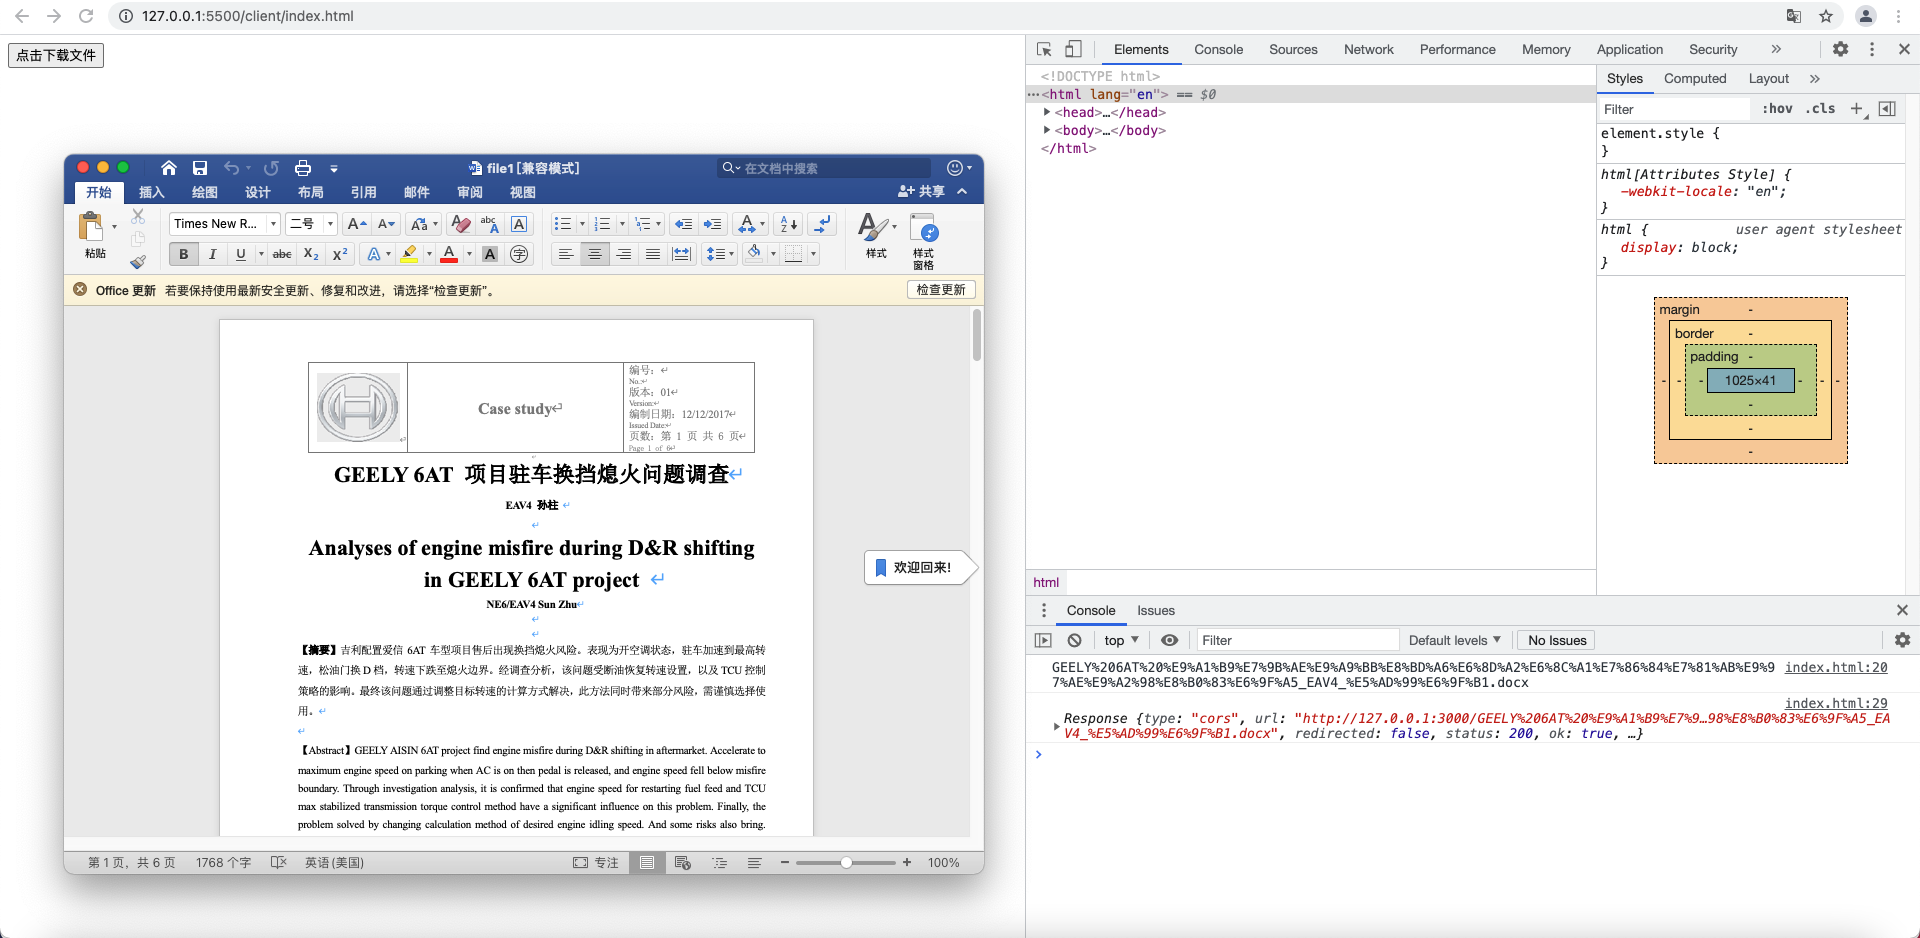 127.0.0.1:5500/client/index.html
点击下载文件
file1 [兼容模式]
在文档中搜索
开始 插入 绘图 设计 布局 引用 邮件 审阅 视图
共享
粘贴
Times New R... 二号
样式
样式
窗格
Office 更新 若要保持使用最新安全更新、修复和改进，请选择“检查更新”。
检查更新
Case study
编号：
No.:
版本：01
Version:
编制日期：12/12/2017
Issued Date:
页数：第 1 页 共 6 页
Page 1 of 6
GEELY 6AT 项目驻车换挡熄火问题调查
EAV4 孙柱
Analyses of engine misfire during D&R shifting
in GEELY 6AT project
NE6/EAV4 Sun Zhu
【摘要】吉利配置爱信 6AT 车型项目售后出现换挡熄火风险。表现为开空调状态，驻车加速到最高转
速，松油门换 D 档，转速下跌至熄火边界。经调查分析，该问题受断油恢复转速设置，以及 TCU 控制
策略的影响。最终该问题通过调整目标转速的计算方式解决，此方法同时带来部分风险，需谨慎选择使
用。
【Abstract】GEELY AISIN 6AT project find engine misfire during D&R shifting in aftermarket. Accelerate to
maximum engine speed on parking when AC is on then pedal is released, and engine speed fell below misfire
boundary. Through investigation analysis, it is confirmed that engine speed for restarting fuel feed and TCU
max stabilized transmission torque control method have a significant influence on this problem. Finally, the
problem solved by changing calculation method of desired engine idling speed. And some risks also bring.
欢迎回来!
第 1 页，共 6 页 1768 个字 英语(美国) 专注 100%
Elements Console Sources Network Performance Memory Application Security
<!DOCTYPE html>
<html lang="en"> == $0
<head>…</head>
<body>…</body>
</html>
html
Styles Computed Layout
Filter :hov .cls
element.style {
}
html[Attributes Style] {
-webkit-locale: "en";
}
html { user agent stylesheet
display: block;
}
margin -
border -
padding -
- - - 1025×41 - - -
-
-
-
Console Issues
top Filter Default levels No Issues
GEELY%206AT%20%E9%A1%B9%E7%9B%AE%E9%A9%BB%E8%BD%A6%E6%8D%A2%E6%8C%A1%E7%86%84%E7%81%AB%E9%9 index.html:20
7%AE%E9%A2%98%E8%B0%83%E6%9F%A5_EAV4_%E5%AD%99%E6%9F%B1.docx
index.html:29
Response {type: "cors", url: "http://127.0.0.1:3000/GEELY%206AT%20%E9%A1%B9%E7%9…98%E8%B0%83%E6%9F%A5_EA
V4_%E5%AD%99%E6%9F%B1.docx", redirected: false, status: 200, ok: true, …}